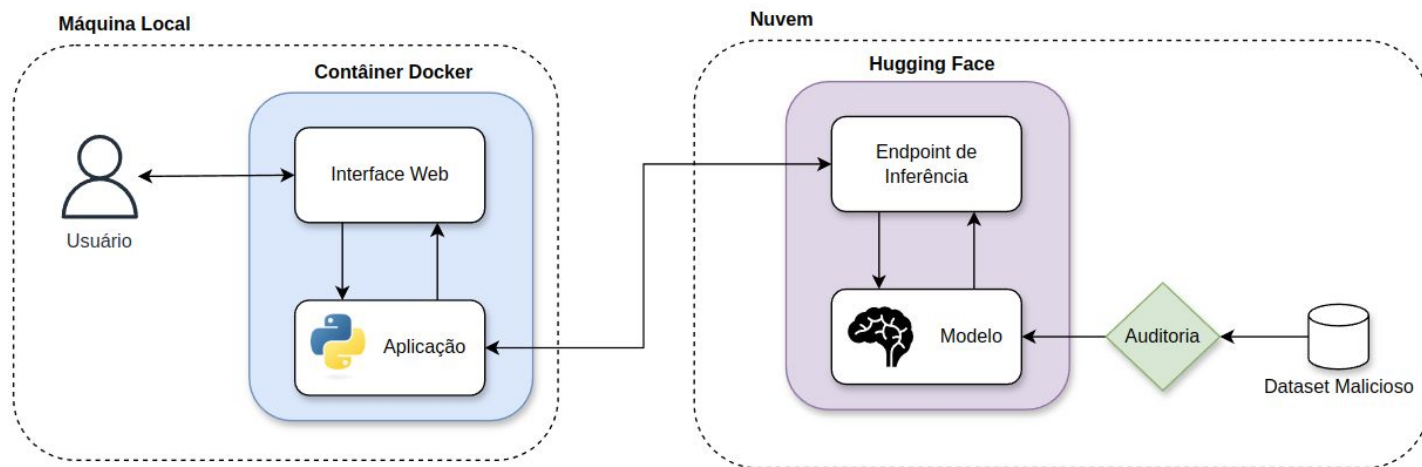 Máquina Local
Contâiner Docker
Interface Web
Usuário
Aplicação
Nuvem
Hugging Face
Endpoint de
Inferência
Modelo
Auditoria
Dataset Malicioso